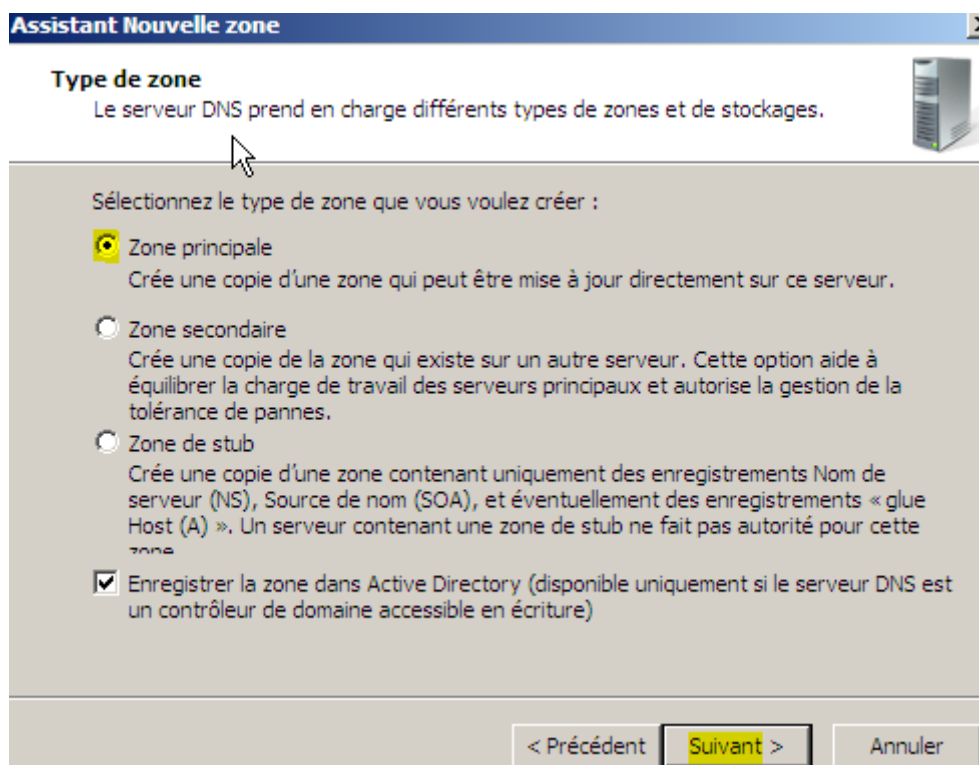 Assistant Nouvelle zone
Type de zone
Le serveur DNS prend en charge différents types de zones et de stockages.
Sélectionnez le type de zone que vous voulez créer :
Zone principale
Crée une copie d'une zone qui peut être mise à jour directement sur ce serveur.
Zone secondaire
Crée une copie de la zone qui existe sur un autre serveur. Cette option aide à
équilibrer la charge de travail des serveurs principaux et autorise la gestion de la
tolérance de pannes.
Zone de stub
Crée une copie d'une zone contenant uniquement des enregistrements Nom de
serveur (NS), Source de nom (SOA), et éventuellement des enregistrements « glue
Host (A) ». Un serveur contenant une zone de stub ne fait pas autorité pour cette
zone
Enregistrer la zone dans Active Directory (disponible uniquement si le serveur DNS est
un contrôleur de domaine accessible en écriture)
< Précédent Suivant > Annuler